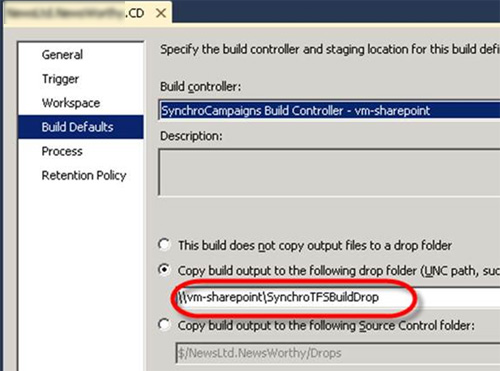 .CD
General
Trigger
Workspace
Build Defaults
Process
Retention Policy
Specify the build controller and staging location for this build defi
Build controller:
SynchroCampaigns Build Controller - vm-sharepoint
Description:
This build does not copy output files to a drop folder
Copy build output to the following drop folder (UNC path, suc
\\vm-sharepoint\SynchroTFSBuildDrop
Copy build output to the following Source Control folder:
$/NewsLtd.NewsWorthy/Drops